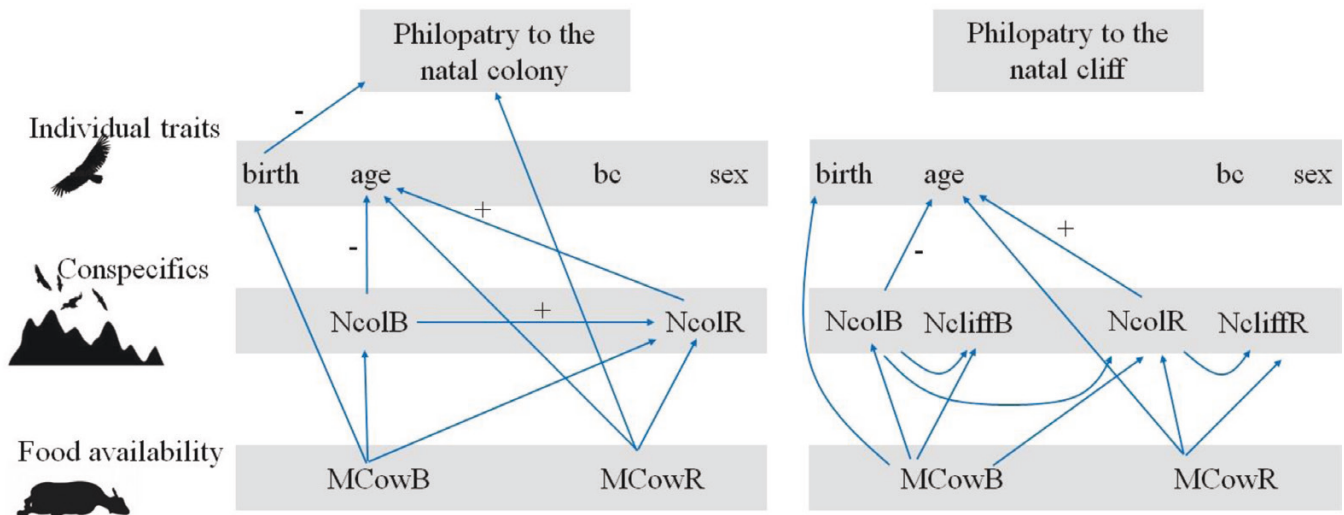 Philopatry to the
natal colony
Philopatry to the
natal cliff
-
Individual traits
birth age bc sex
birth age bc sex
+
-
+
-
Conspecifics
NcolB + NcolR
NcolB NcliffB NcolR NcliffR
Food availability
MCowB MCowR
MCowB MCowR